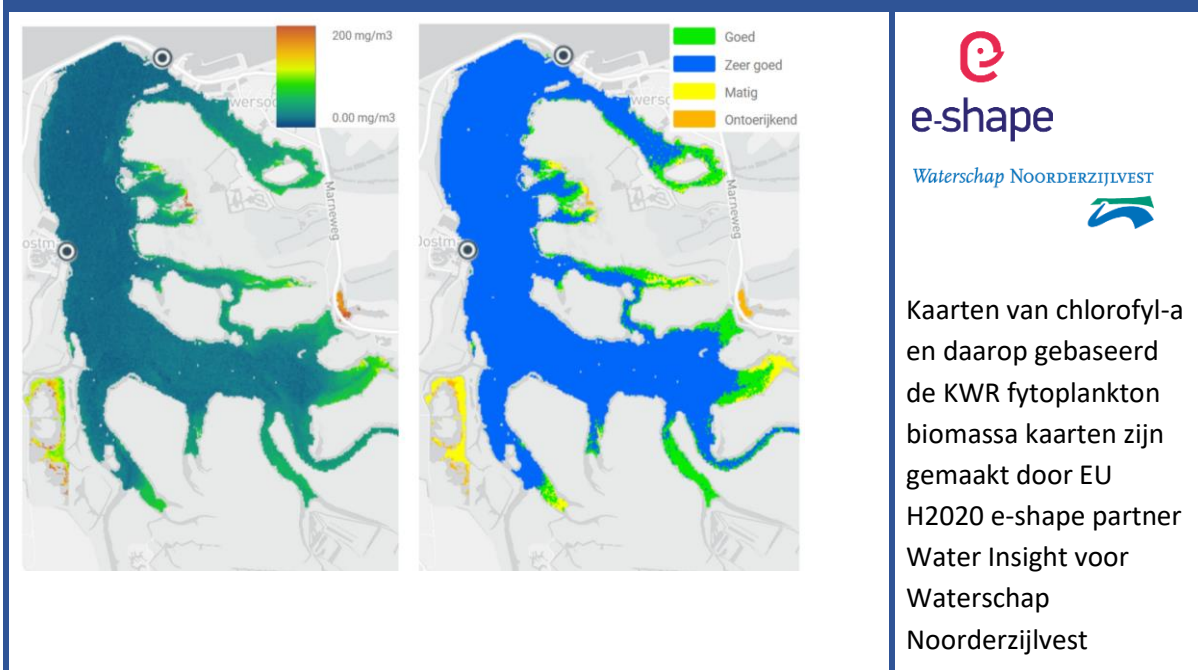 200 mg/m3
0.00 mg/m3
Marneweg
Goed
Zeer goed
Matig
Ontoerijkend
Marneweg
e-shape
Waterschap NOORDERZIJLVEST
Kaarten van chlorofyl-a
en daarop gebaseerd
de KWR fytoplankton
biomassa kaarten zijn
gemaakt door EU
H2020 e-shape partner
Water Insight voor
Waterschap
Noorderzijlvest